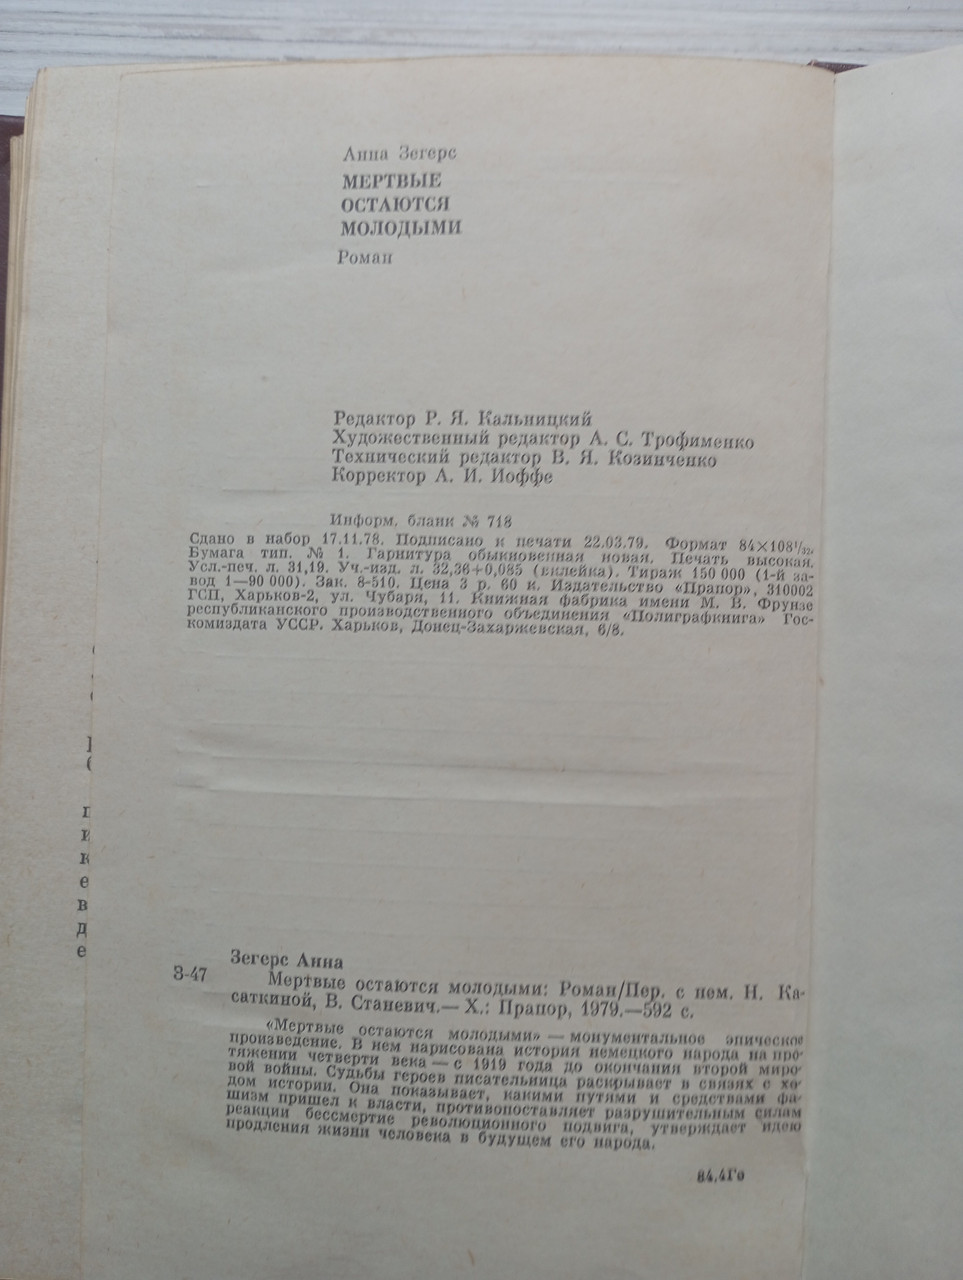 Анна Зегерс
МЕРТВЫЕ
ОСТАЮТСЯ
МОЛОДЫМИ
Роман
Редактор Р. Я. Кальницкий
Художественный редактор А. С. Трофименко
Технический редактор В. Я. Козинченко
Корректор А. И. Иоффе
Информ. бланк № 718
Сдано в набор 17.11.78. Подписано к печати 22.03.79. Формат 84×108 1/32.
Бумага тип. № 1. Гарнитура обыкновенная новая. Печать высокая.
Усл.-печ. л. 31,19. Уч.-изд. л. 32,36+0,085 (вклейка). Тираж 150 000 (1-й за-
вод 1—90 000). Зак. 8-510. Цена 3 р. 60 к. Издательство «Прапор», 310002
ГСП, Харьков-2, ул. Чубаря, 11. Книжная фабрика имени М. В. Фрунзе
республиканского производственного объединения «Полиграфкнига» Гос-
комиздата УССР. Харьков, Донец-Захаржевская, 6/8.
п
и
к
е
в
д
е
Зегерс Анна
З-47
Мертвые остаются молодыми: Роман/Пер. с нем. Н. Ка-
саткиной, В. Станевич.— Х.: Прапор, 1979.—592 с.
«Мертвые остаются молодыми» — монументальное эпическое
произведение. В нем нарисована история немецкого народа на про-
тяжении четверти века — с 1919 года до окончания второй миро-
вой войны. Судьбы героев писательница раскрывает в связях с хо-
дом истории. Она показывает, какими путями и средствами фа-
шизм пришел к власти, противопоставляет разрушительным силам
реакции бессмертие революционного подвига, утверждает идею
продления жизни человека в будущем его народа.
84.4Го